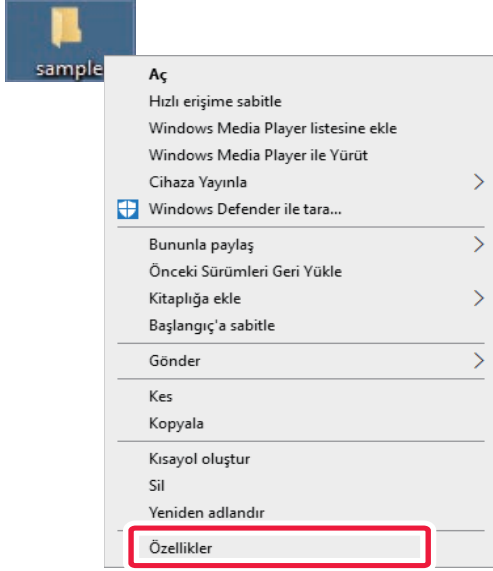 sample
Aç
Hızlı erişime sabitle
Windows Media Player listesine ekle
Windows Media Player ile Yürüt
Cihaza Yayınla
Windows Defender ile tara...
Bununla paylaş
Önceki Sürümleri Geri Yükle
Kitaplığa ekle
Başlangıç'a sabitle
Gönder
Kes
Kopyala
Kısayol oluştur
Sil
Yeniden adlandır
Özellikler